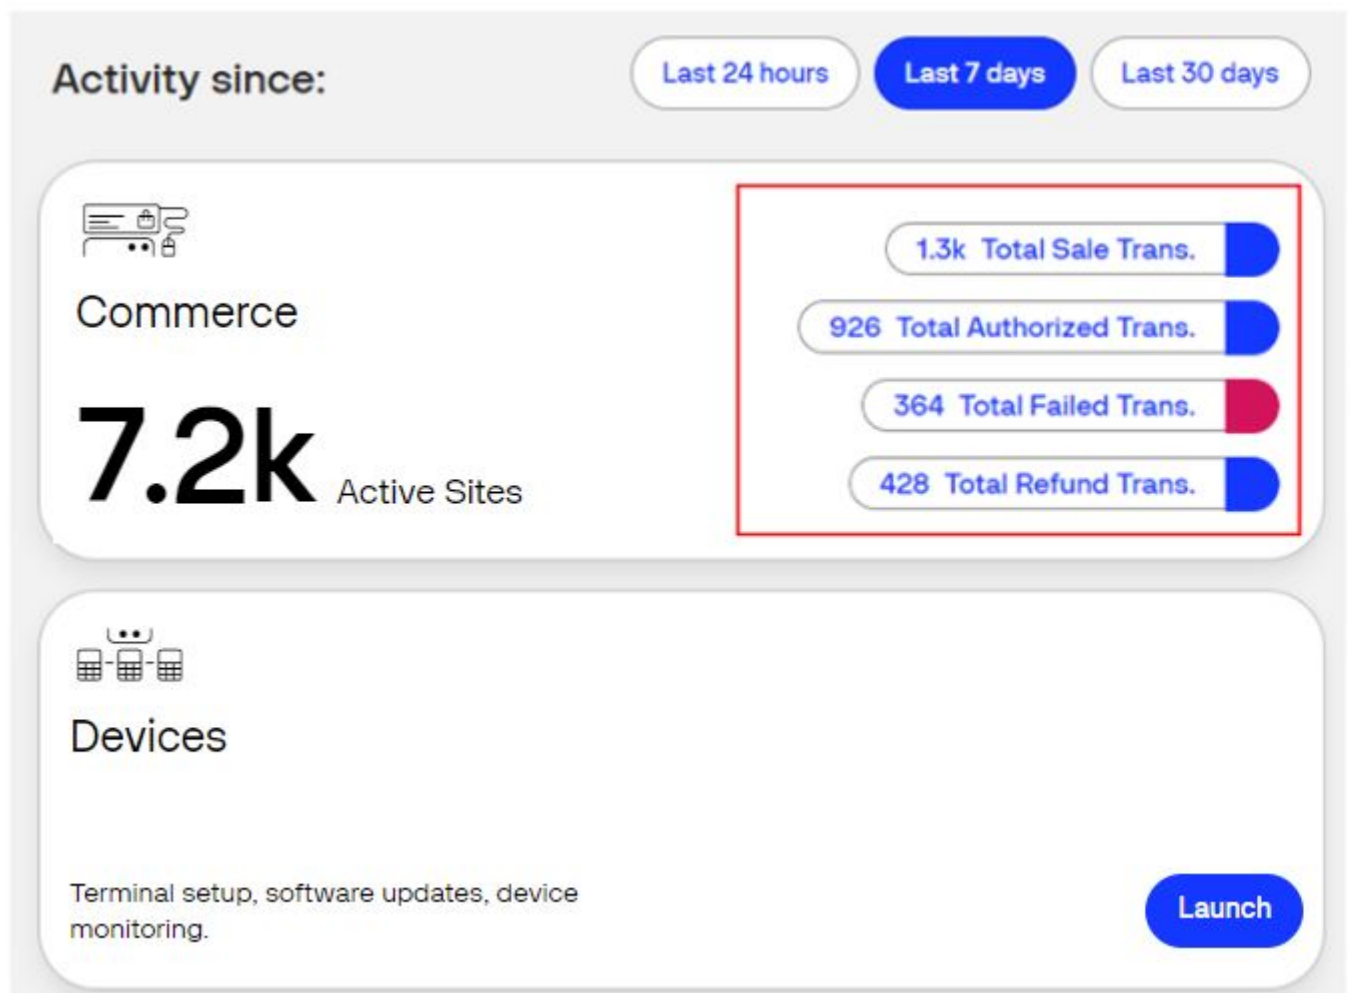 Activity since:
Last 24 hours
Last 7 days
Last 30 days
Commerce
7.2k Active Sites
1.3k Total Sale Trans.
926 Total Authorized Trans.
364 Total Failed Trans.
428 Total Refund Trans.
Devices
Terminal setup, software updates, device
monitoring.
Launch